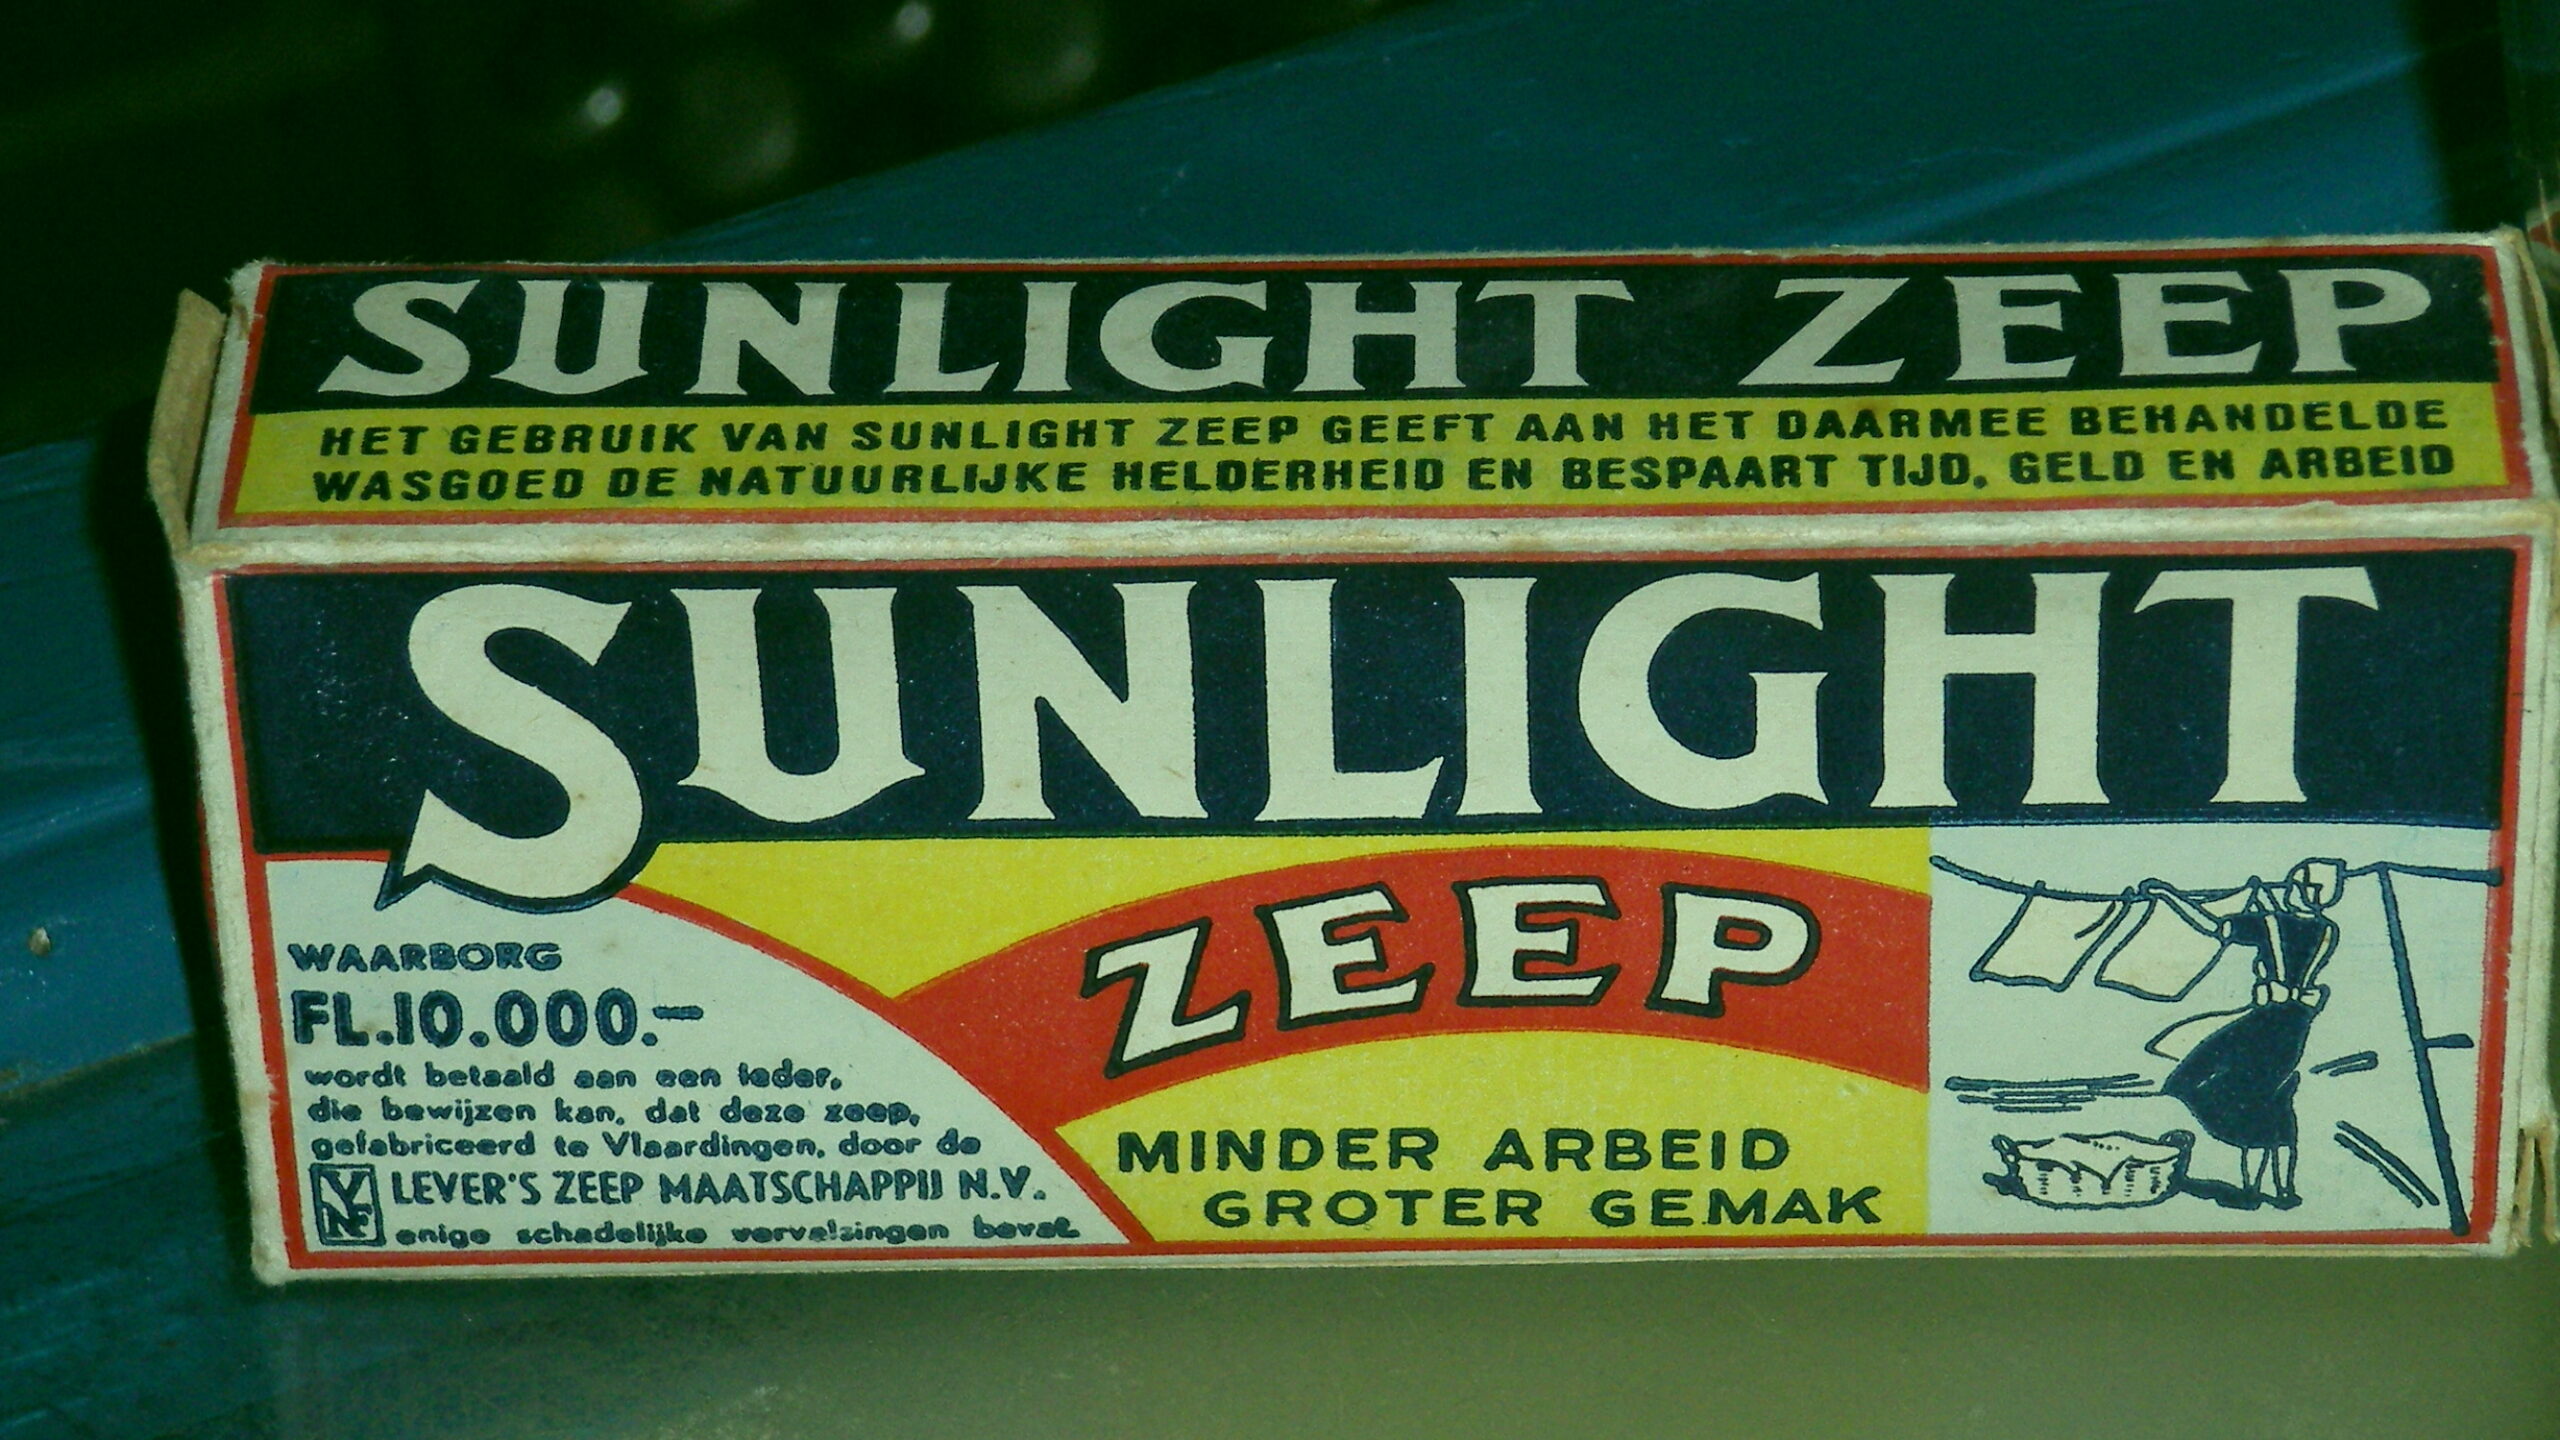 SUNLIGHT ZEEP
HET GEBRUIK VAN SUNLIGHT ZEEP GEEFT AAN HET DAARMEE BEHANDELDE
WASGOED DE NATUURLIJKE HELDERHEID EN BESPAART TIJD, GELD EN ARBEID
SUNLIGHT
ZEEP
WAARBORG
FL.10.000.–
wordt betaald aan een ieder,
die bewijzen kan, dat deze zeep,
gefabriceerd te Vlaardingen, door de
LEVER'S ZEEP MAATSCHAPPIJ N.V.
enige schadelijke vervalsingen bevat
MINDER ARBEID
GROTER GEMAK